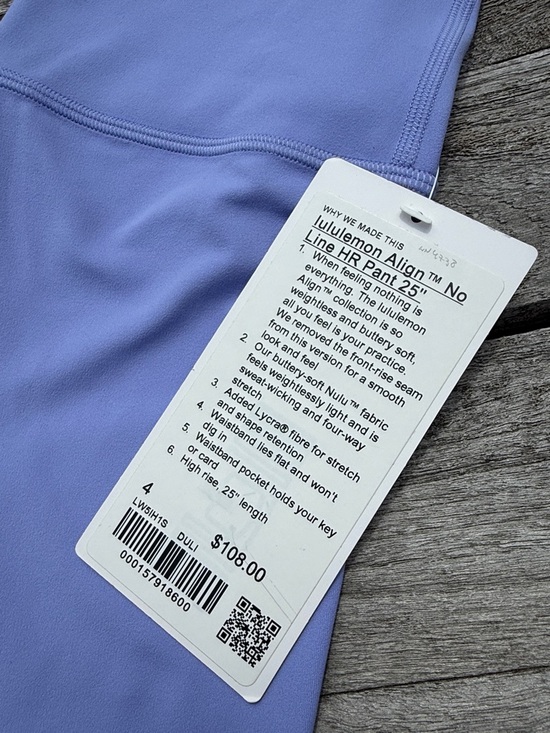 WHY WE MADE THIS
lululemon Align™ No
Line HR Pant 25"
1. When feeling nothing is
everything. The lululemon
Align™ collection is so
weightless and buttery soft,
all you feel is your practice.
We removed the front-rise seam
from this version for a smooth
look and feel
2. Our buttery-soft Nulu™ fabric
feels weightlessly light and is
sweat-wicking and four-way
stretch
3. Added Lycra® fibre for stretch
and shape retention
4. Waistband lies flat and won't
dig in
5. Waistband pocket holds your key
or card
6. High rise, 25" length
4
LW5IH1S DULI
$108.00
000157918600